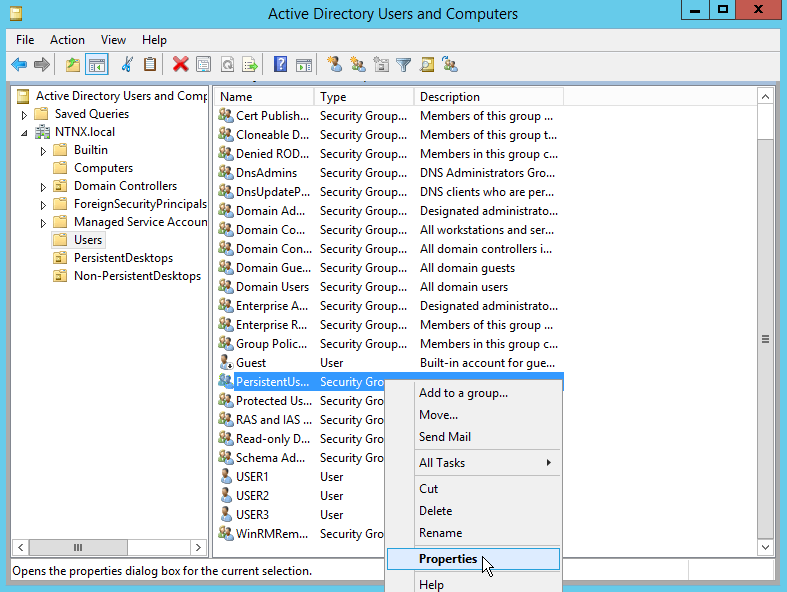 Active Directory Users and Computers
X
File Action View Help
Active Directory Users and Comp
Saved Queries
NTNX.local
Builtin
Computers
Domain Controllers
ForeignSecurityPrincipals
Managed Service Accoun
Users
PersistentDesktops
Non-PersistentDesktops
Name Type Description
Cert Publish... Security Group... Members of this group ...
Cloneable D... Security Group... Members of this group t...
Denied ROD... Security Group... Members in this group c...
DnsAdmins Security Group... DNS Administrators Gro...
DnsUpdateP... Security Group... DNS clients who are per...
Domain Ad... Security Group... Designated administrato...
Domain Co... Security Group... All workstations and ser...
Domain Con... Security Group... All domain controllers i...
Domain Gue... Security Group... All domain guests
Domain Users Security Group... All domain users
Enterprise A... Security Group... Designated administrato...
Enterprise R... Security Group... Members of this group ...
Group Polic... Security Group... Members in this group c...
Guest User Built-in account for gue...
PersistentUs... Security Gro
Protected Us... Security Gro
RAS and IAS ... Security Gro
Read-only D... Security Gro
Schema Ad... Security Gro
USER1 User
USER2 User
USER3 User
WinRMRem... Security Gro
Add to a group...
Move...
Send Mail
All Tasks
Cut
Delete
Rename
Properties
Help
Opens the properties dialog box for the current selection.